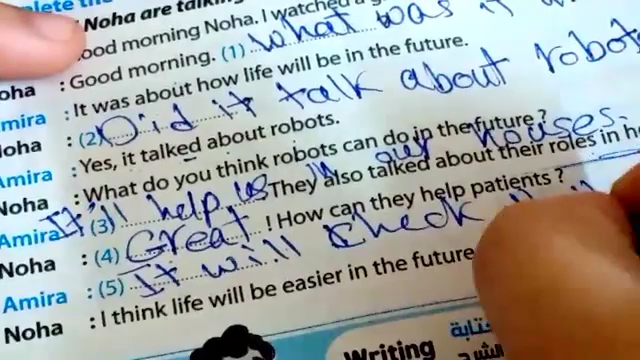 plete the
Noha are talking
ood morning Noha. I watched a
Noha : Good morning. (1) What was it
Amira : It was about how life will be in the future.
Noha : (2) Did it talk about robots
Amira : Yes, it talked about robots.
Noha : What do you think robots can do in the future?
Amira : (3) It'll help us in our houses. They also talked about their roles in h
Noha : (4) Great! How can they help patients?
Amira : (5) It will check
Noha : I think life will be easier in the future
Writing